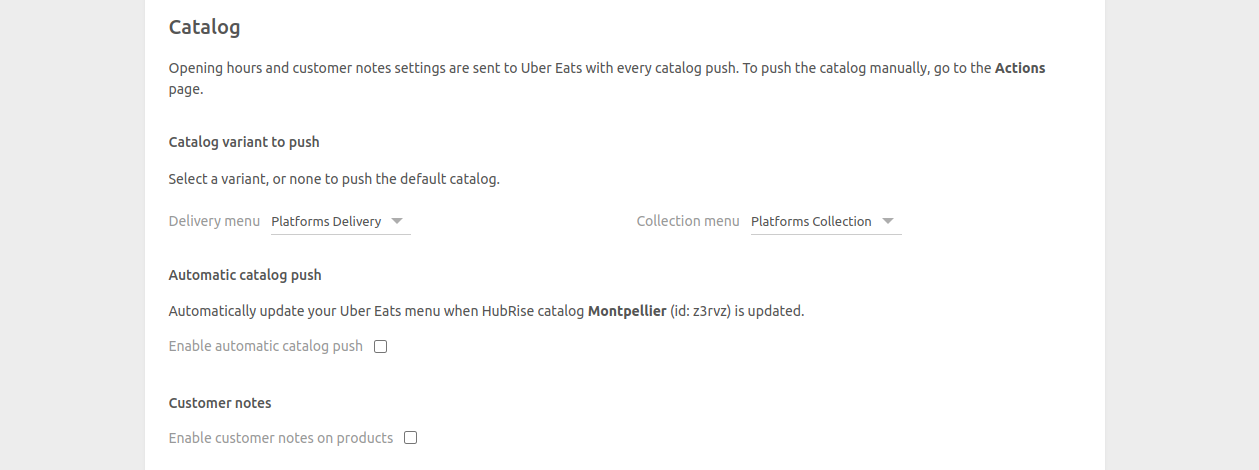 Catalog
Opening hours and customer notes settings are sent to Uber Eats with every catalog push. To push the catalog manually, go to the Actions
page.
Catalog variant to push
Select a variant, or none to push the default catalog.
Delivery menu Platforms Delivery Collection menu Platforms Collection
Automatic catalog push
Automatically update your Uber Eats menu when HubRise catalog Montpellier (id: z3rvz) is updated.
Enable automatic catalog push
Customer notes
Enable customer notes on products